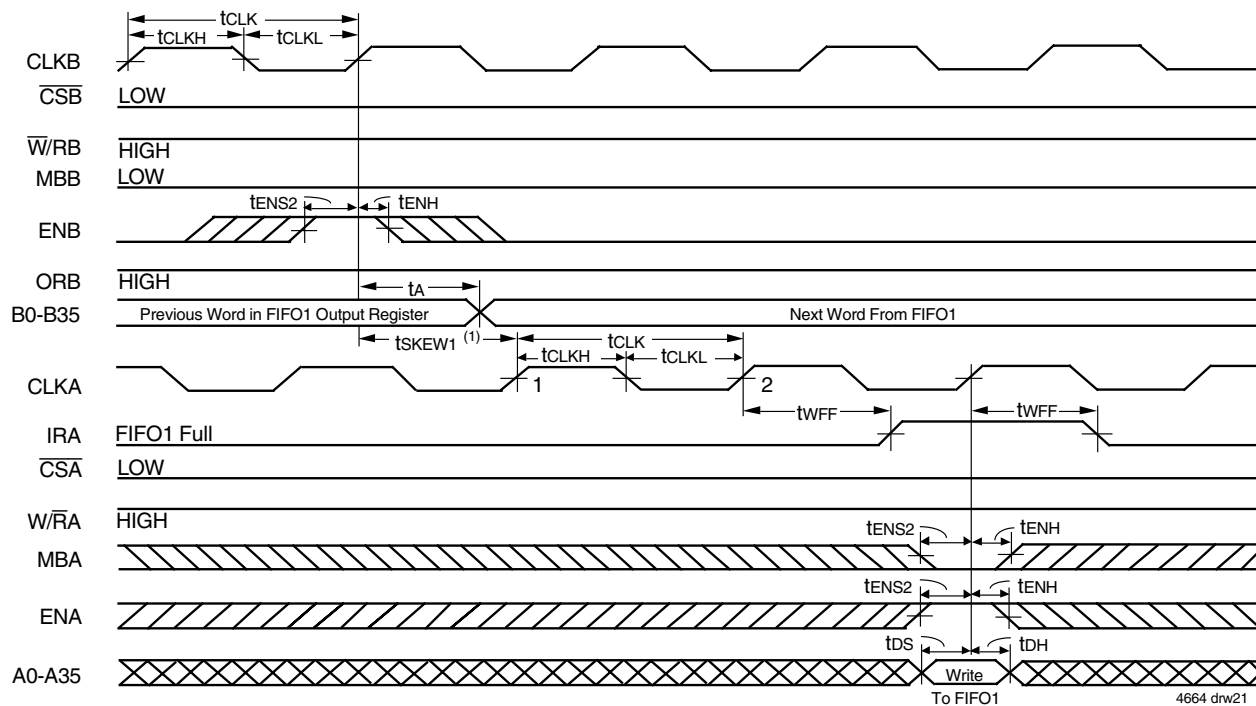 tCLK
tCLKH tCLKL
CLKB
CSB LOW
W/RB HIGH
MBB LOW
tENS2 tENH
ENB
ORB HIGH
tA
B0-B35 Previous Word in FIFO1 Output Register Next Word From FIFO1
tSKEW1 (1) tCLK
tCLKH tCLKL
CLKA 1 2
tWFF tWFF
IRA FIFO1 Full
CSA LOW
W/RA HIGH
tENS2 tENH
MBA
tENS2 tENH
ENA
tDS tDH
A0-A35 Write
To FIFO1
4664 drw21